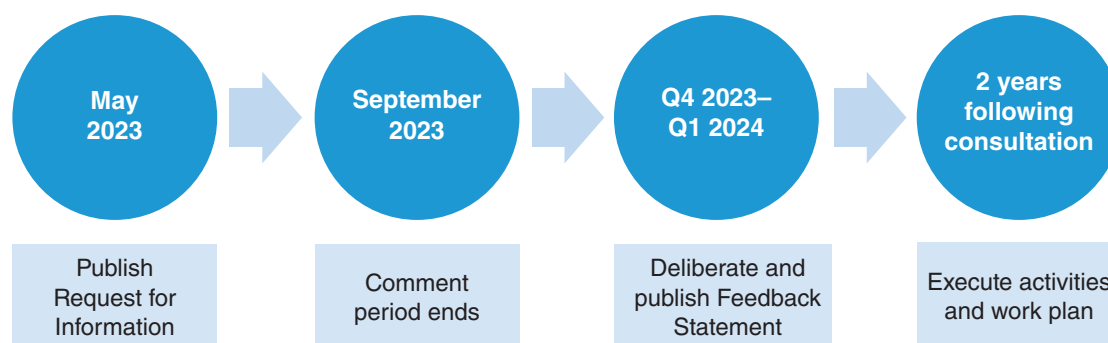 May
2023
September
2023
Q4 2023–
Q1 2024
2 years
following
consultation
Publish
Request for
Information
Comment
period ends
Deliberate and
publish Feedback
Statement
Execute activities
and work plan